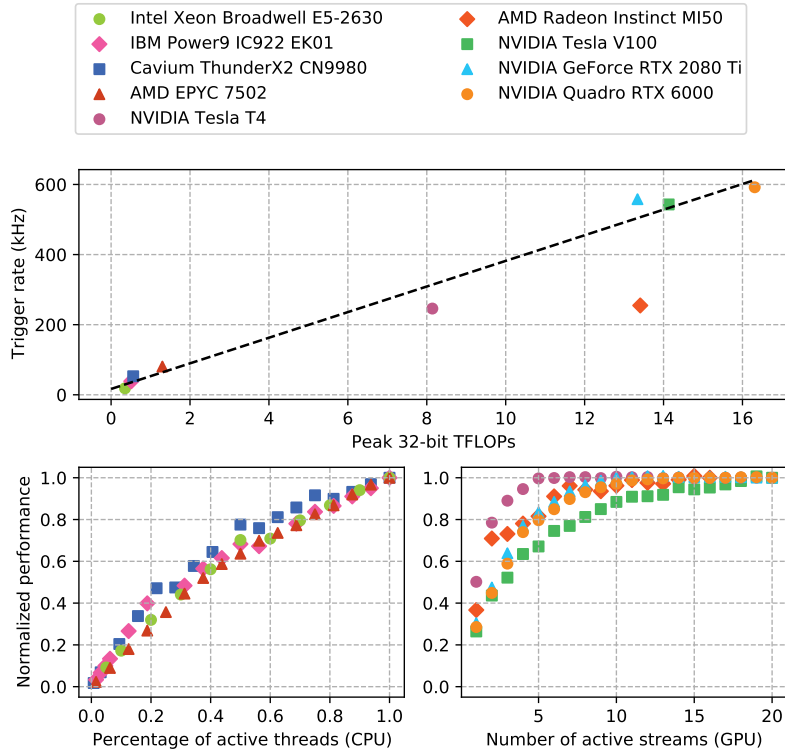 Intel Xeon Broadwell E5-2630
IBM Power9 IC922 EK01
Cavium ThunderX2 CN9980
AMD EPYC 7502
NVIDIA Tesla T4
AMD Radeon Instinct MI50
NVIDIA Tesla V100
NVIDIA GeForce RTX 2080 Ti
NVIDIA Quadro RTX 6000
Trigger rate (kHz)
600
400
200
0
0 2 4 6 8 10 12 14 16
Peak 32-bit TFLOPs
Normalized performance
1.0
0.8
0.6
0.4
0.2
0.0
0.0 0.2 0.4 0.6 0.8 1.0
Percentage of active threads (CPU)
1.0
0.8
0.6
0.4
0.2
0.0
5 10 15 20
Number of active streams (GPU)